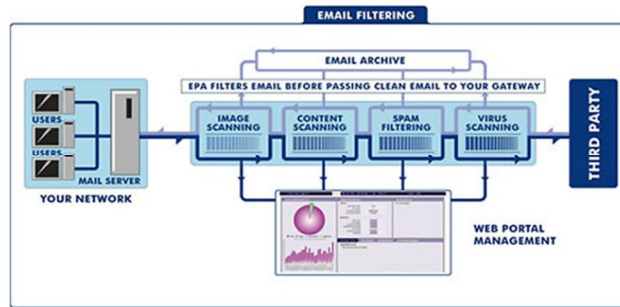 EMAIL FILTERING
EMAIL ARCHIVE
EPA FILTERS EMAIL BEFORE PASSING CLEAN EMAIL TO YOUR GATEWAY
USERS
USERS
MAIL SERVER
YOUR NETWORK
IMAGE
SCANNING
CONTENT
SCANNING
SPAM
FILTERING
VIRUS
SCANNING
THIRD PARTY
WEB PORTAL
MANAGEMENT